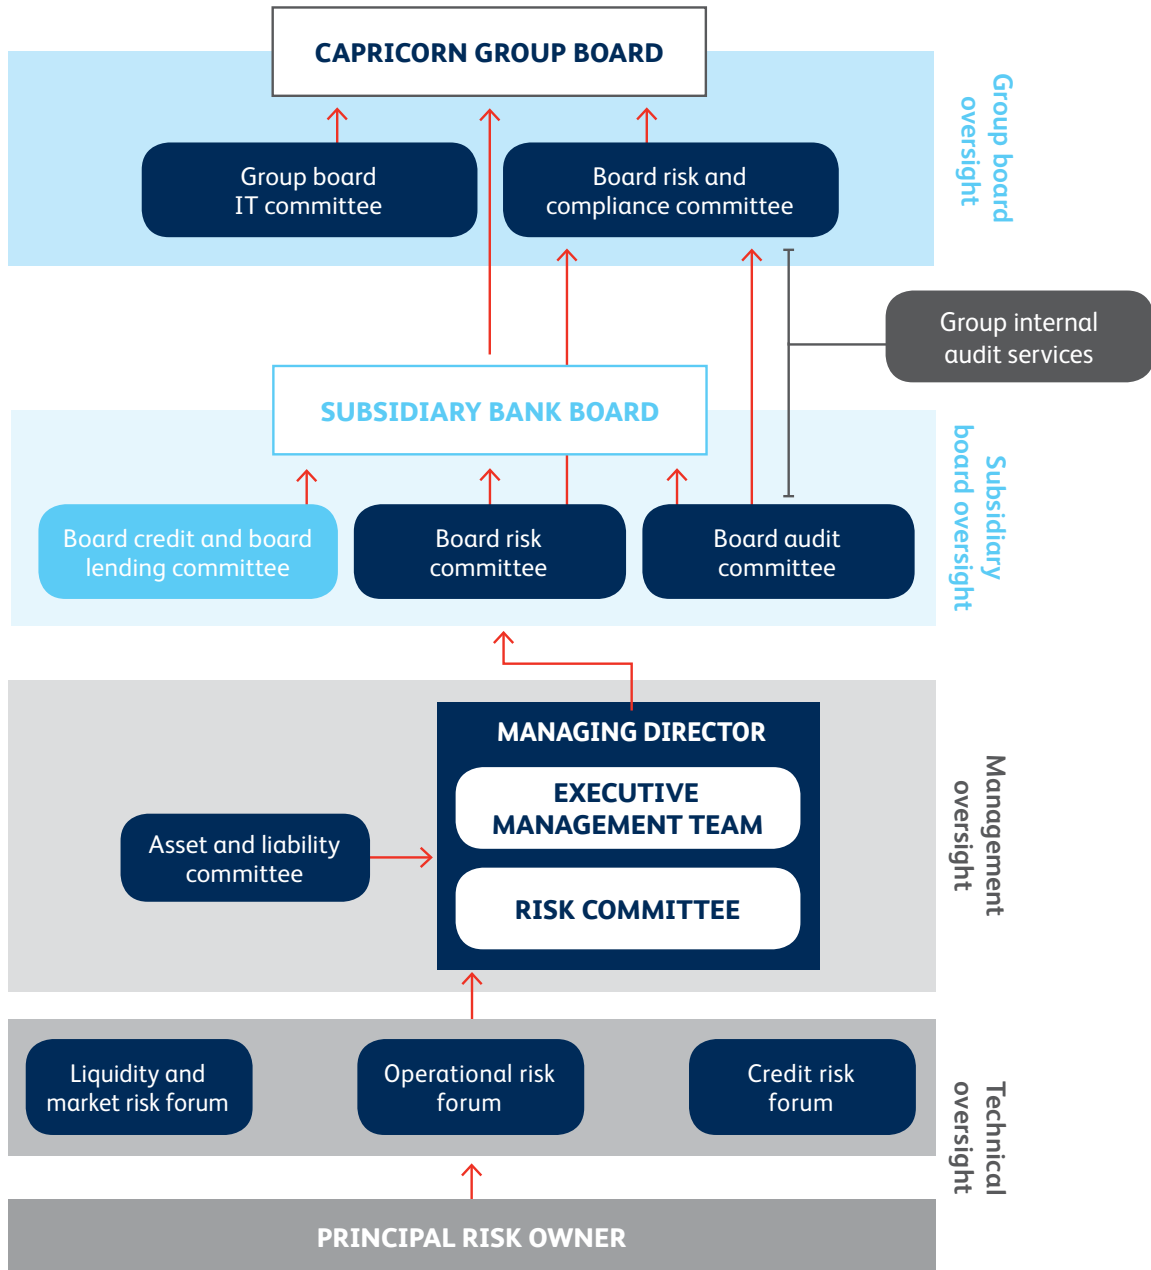 CAPRICORN GROUP BOARD
Group board
oversight
Group board
IT committee
Board risk and
compliance committee
Group internal
audit services
SUBSIDIARY BANK BOARD
Subsidiary
board oversight
Board credit and board
lending committee
Board risk
committee
Board audit
committee
MANAGING DIRECTOR
Management
oversight
EXECUTIVE
MANAGEMENT TEAM
Asset and liability
committee
RISK COMMITTEE
Liquidity and
market risk forum
Operational risk
forum
Credit risk
forum
Technical
oversight
PRINCIPAL RISK OWNER